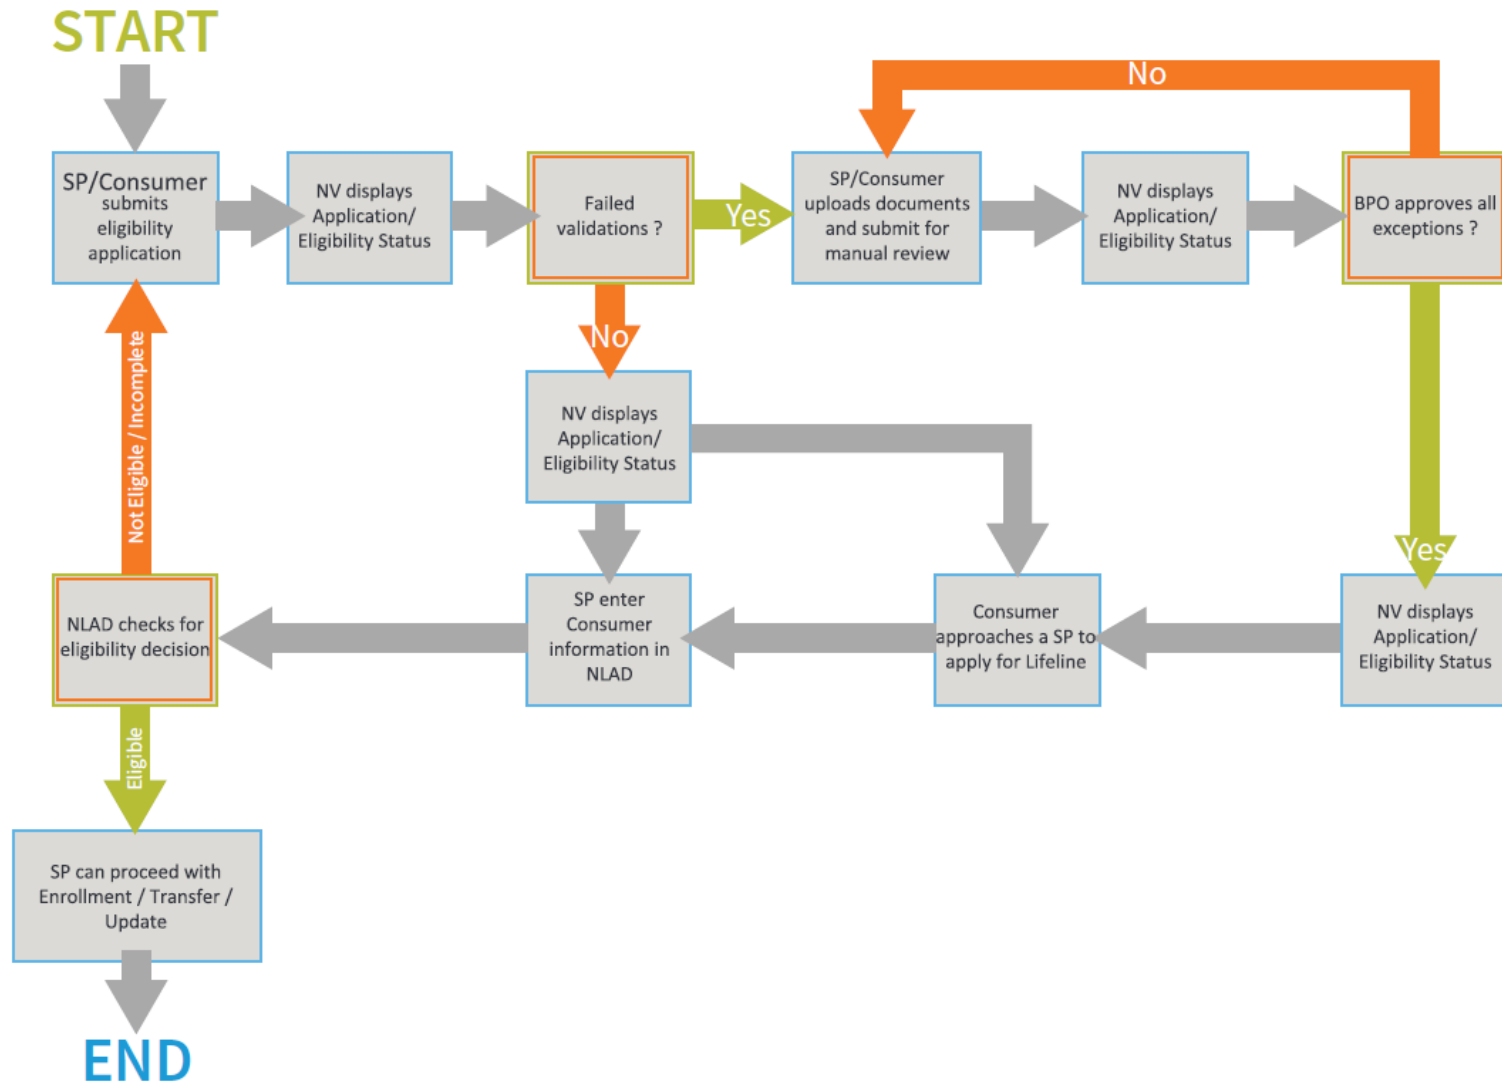 START
No
SP/Consumer
submits
eligibility
application
NV displays
Application/
Eligibility Status
Failed
validations ?
Yes
SP/Consumer
uploads documents
and submit for
manual review
NV displays
Application/
Eligibility Status
BPO approves all
exceptions ?
Not Eligible / Incomplete
No
NV displays
Application/
Eligibility Status
Yes
NLAD checks for
eligibility decision
SP enter
Consumer
information in
NLAD
Consumer
approaches a SP to
apply for Lifeline
NV displays
Application/
Eligibility Status
Eligible
SP can proceed with
Enrollment / Transfer /
Update
END